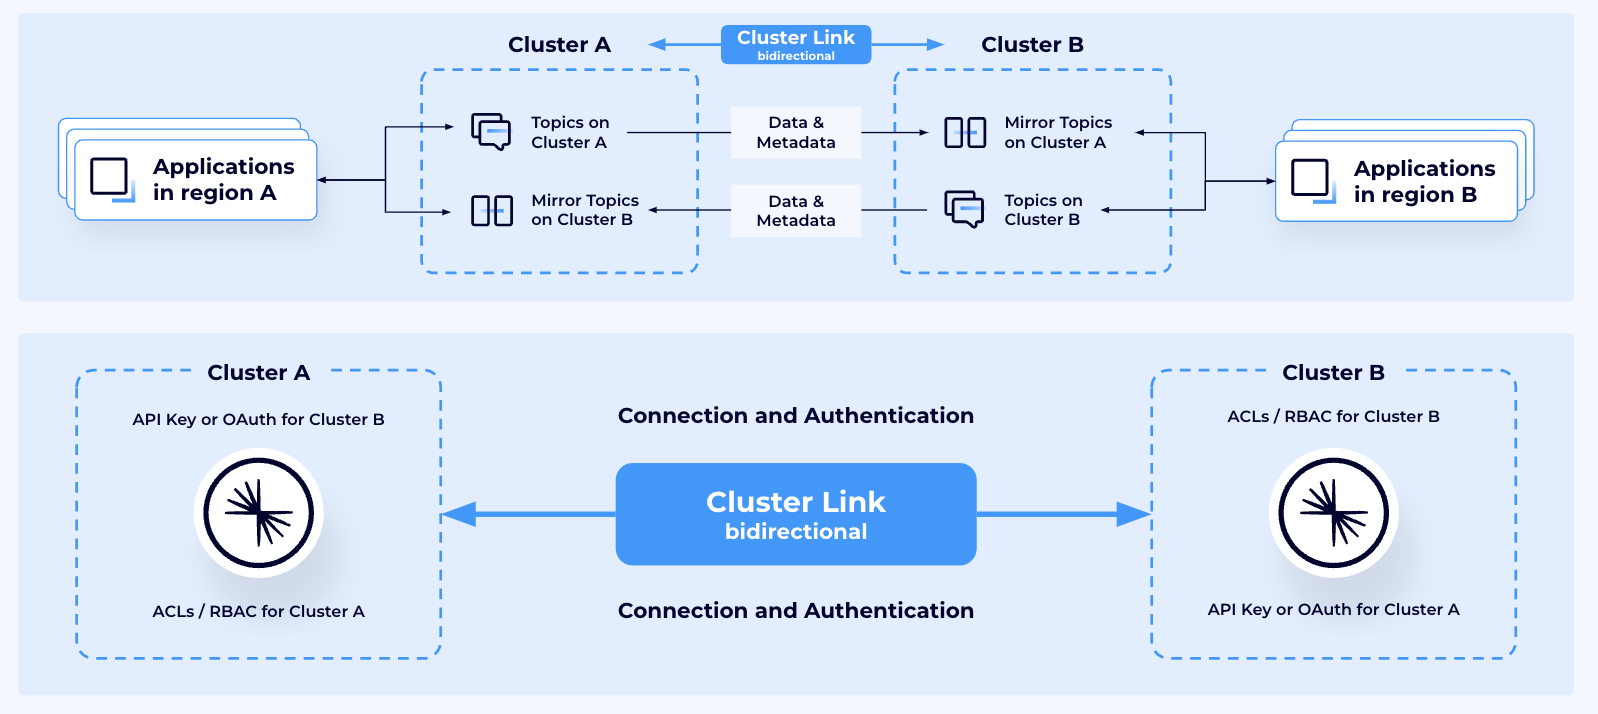 Cluster A
Cluster Link
bidirectional
Cluster B
Applications
in region A
Topics on
Cluster A
Data &
Metadata
Mirror Topics
on Cluster A
Mirror Topics
on Cluster B
Data &
Metadata
Topics on
Cluster B
Applications
in region B
Cluster A
API Key or OAuth for Cluster B
ACLs / RBAC for Cluster A
Connection and Authentication
Cluster Link
bidirectional
Connection and Authentication
Cluster B
ACLs / RBAC for Cluster B
API Key or OAuth for Cluster A